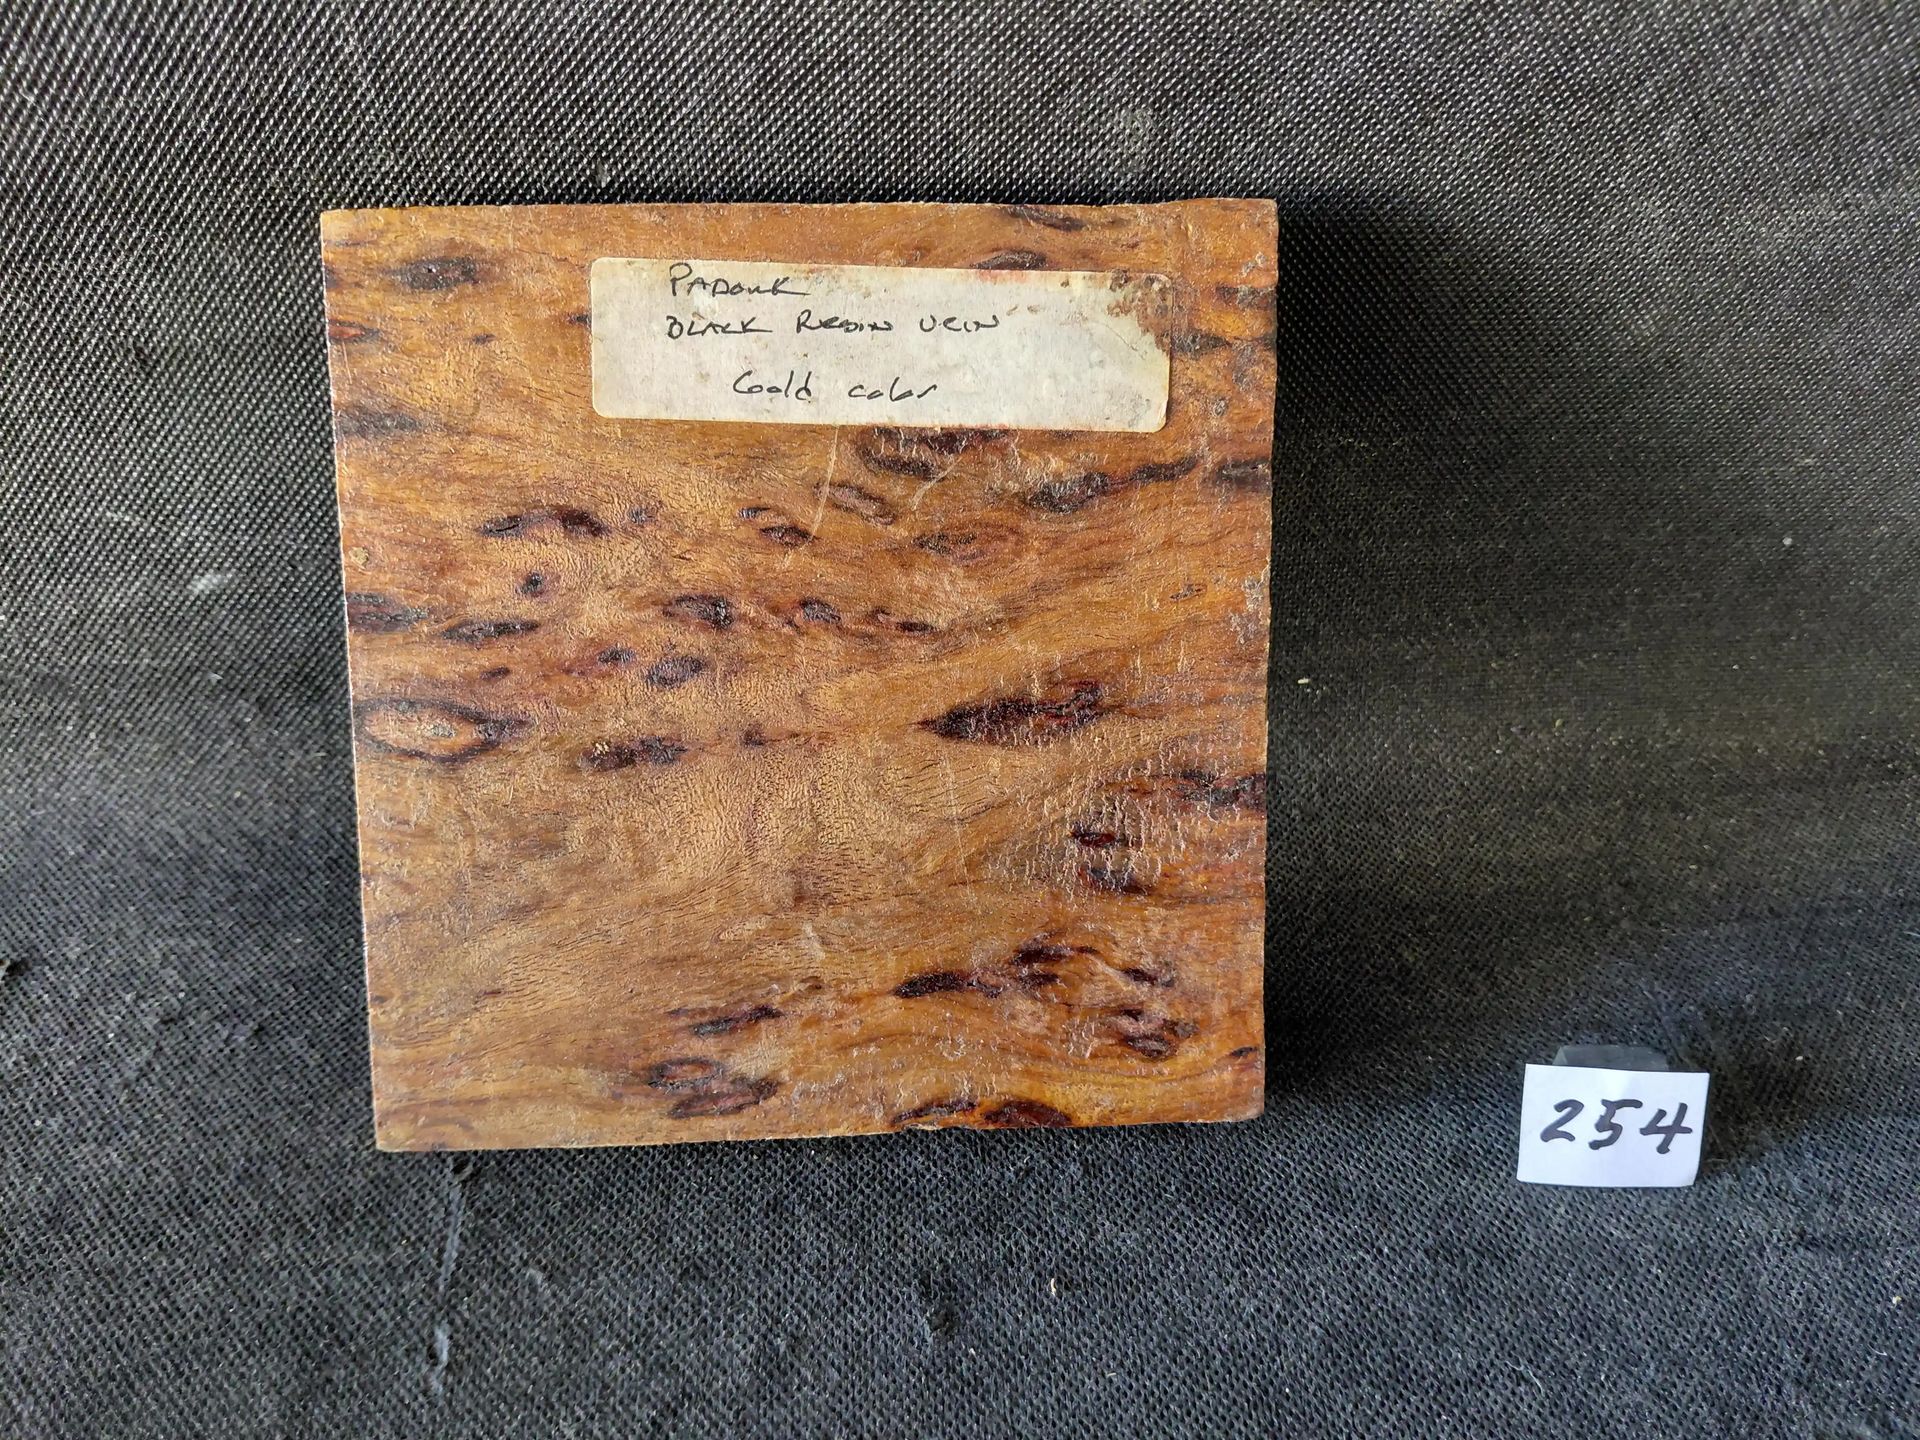 PADOUK
BLACK RESIN VEIN
Gold color
254